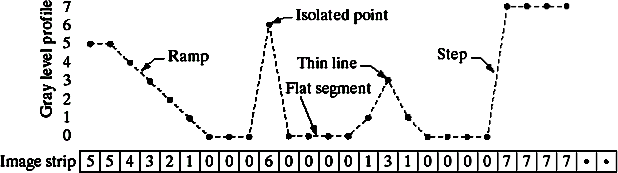 7
6
5
4
3
2
1
0
Gray level profile
Isolated point
Ramp
Thin line
Flat segment
Step
Image strip 5 5 4 3 2 1 0 0 0 6 0 0 0 0 1 3 1 0 0 0 0 7 7 7 7 • •